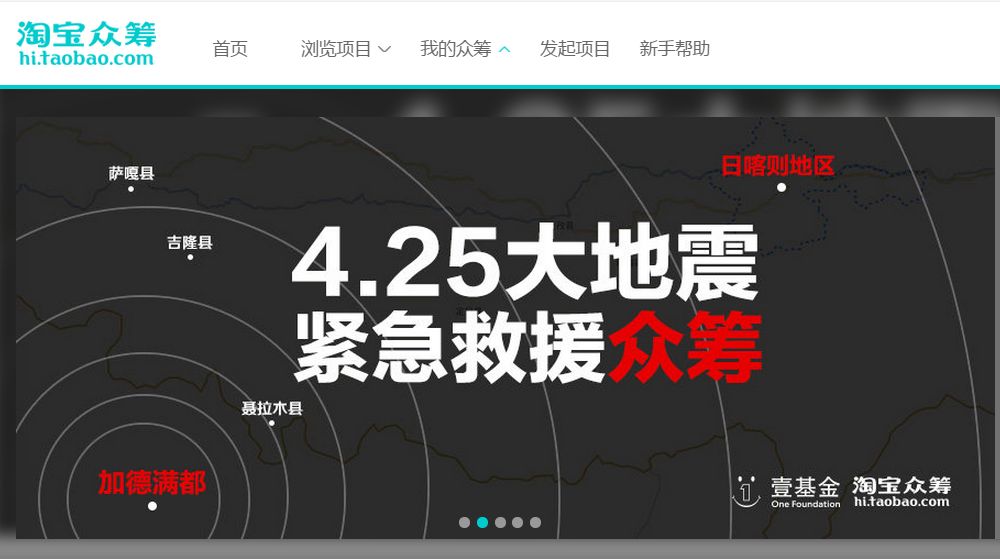 淘宝众筹
hi.taobao.com
首页 浏览项目 我的众筹 发起项目 新手帮助
萨嘎县
日喀则地区
吉隆县
4.25大地震
紧急救援众筹
聂拉木县
加德满都
壹基金
One Foundation
淘宝众筹
hi.taobao.com